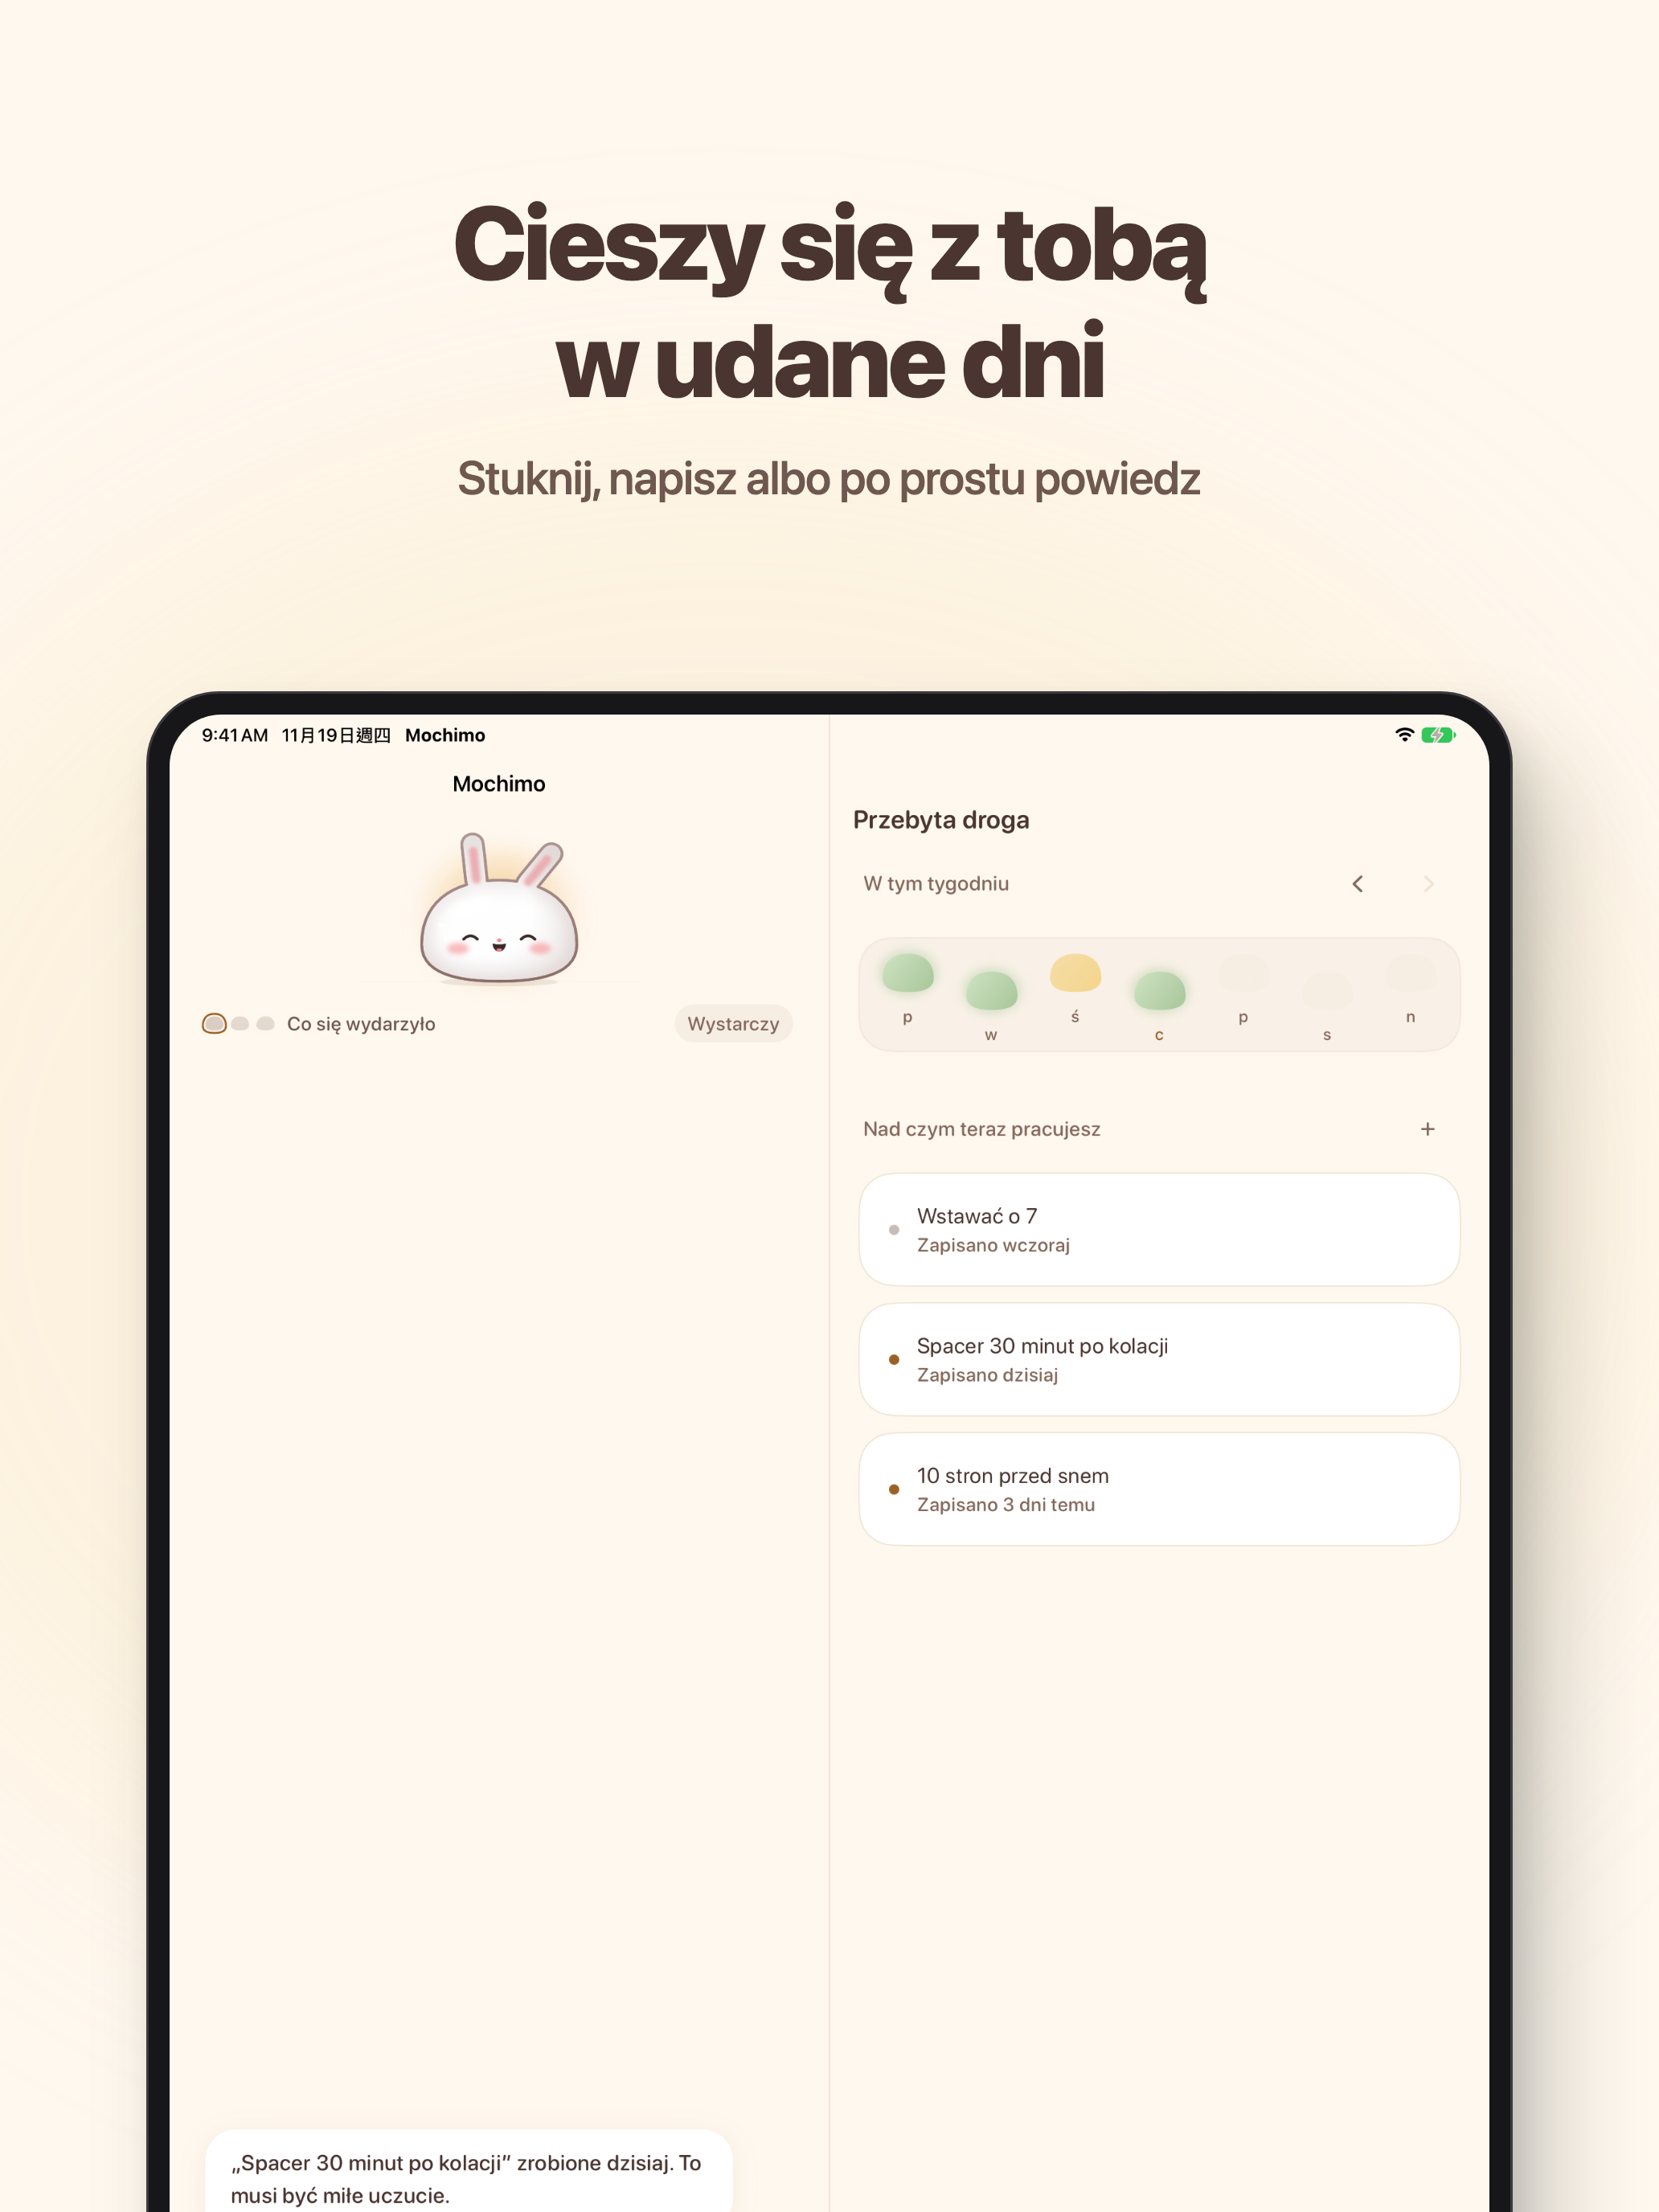 Cieszy się z tobą
w udane dni
Stuknij, napisz albo po prostu powiedz
9:41 AM 11月19日週四 Mochimo
Mochimo
Co się wydarzyło
Wystarczy
Przebyta droga
W tym tygodniu
p w ś c p s n
Nad czym teraz pracujesz
Wstawać o 7
Zapisano wczoraj
Spacer 30 minut po kolacji
Zapisano dzisiaj
10 stron przed snem
Zapisano 3 dni temu
„Spacer 30 minut po kolacji” zrobione dzisiaj. To
musi być miłe uczucie.